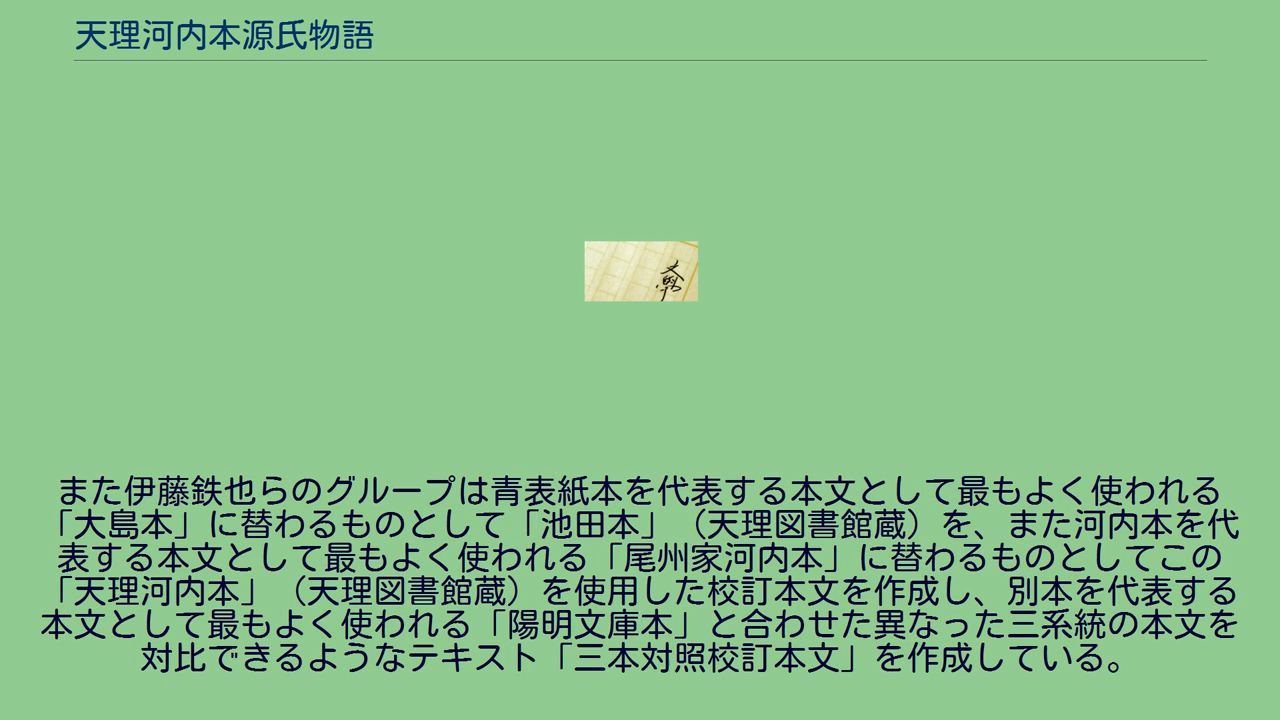 天理河内本源氏物語
また伊藤鉄也らのグループは青表紙本を代表する本文として最もよく使われる
「大島本」に替わるものとして「池田本」（天理図書館蔵）を、また河内本を代
表する本文として最もよく使われる「尾州家河内本」に替わるものとしてこの
「天理河内本」（天理図書館蔵）を使用した校訂本文を作成し、別本を代表する
本文として最もよく使われる「陽明文庫本」と合わせた異なった三系統の本文を
対比できるようなテキスト「三本対照校訂本文」を作成している。